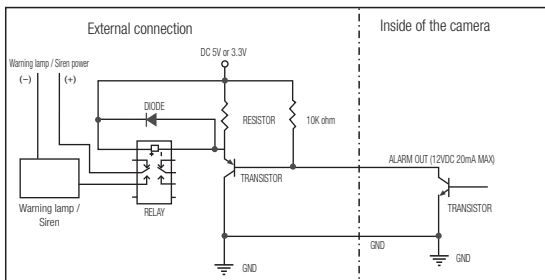 External connection
Inside of the camera
DC 5V or 3.3V
Warning lamp / Siren power
(−) (+)
DIODE
RESISTOR
10K ohm
ALARM OUT (12VDC 20mA MAX)
TRANSISTOR
RELAY
Warning lamp /
Siren
TRANSISTOR
GND
GND
GND